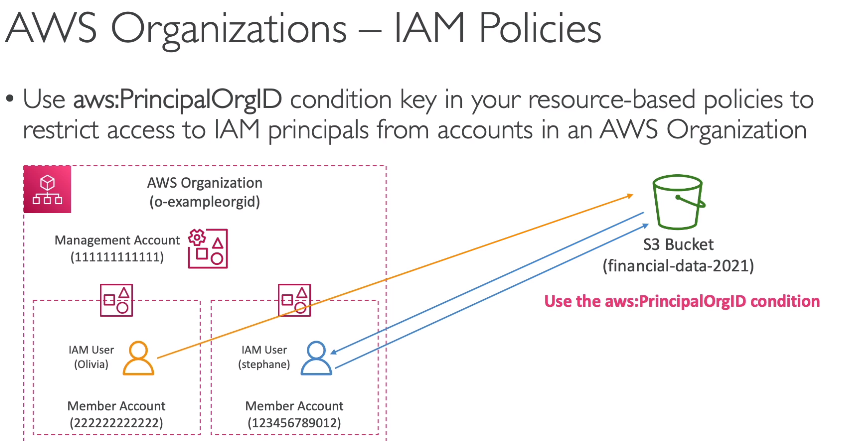 AWS Organizations – IAM Policies
• Use aws:PrincipalOrgID condition key in your resource-based policies to
restrict access to IAM principals from accounts in an AWS Organization
AWS Organization
(o-exampleorgid)
Management Account
(111111111111)
IAM User
(Olivia)
Member Account
(222222222222)
IAM User
(stephane)
Member Account
(123456789012)
S3 Bucket
(financial-data-2021)
Use the aws:PrincipalOrgID condition